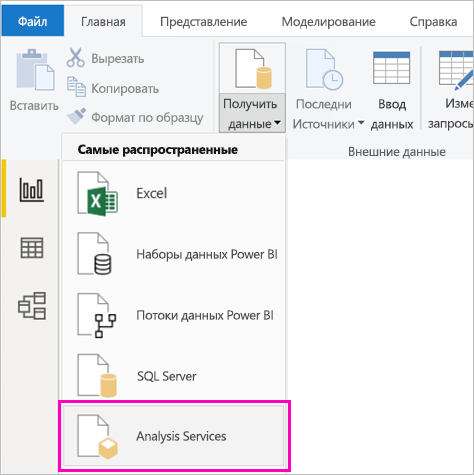 Файл Главная Представление Моделирование Справка
Вырезать
Копировать
Формат по образцу
Вставить
Получить данные
Последни
Источники
Ввод данных
Изме
запросы
Внешние данные
Самые распространенные
Excel
Наборы данных Power BI
Потоки данных Power BI
SQL Server
Analysis Services